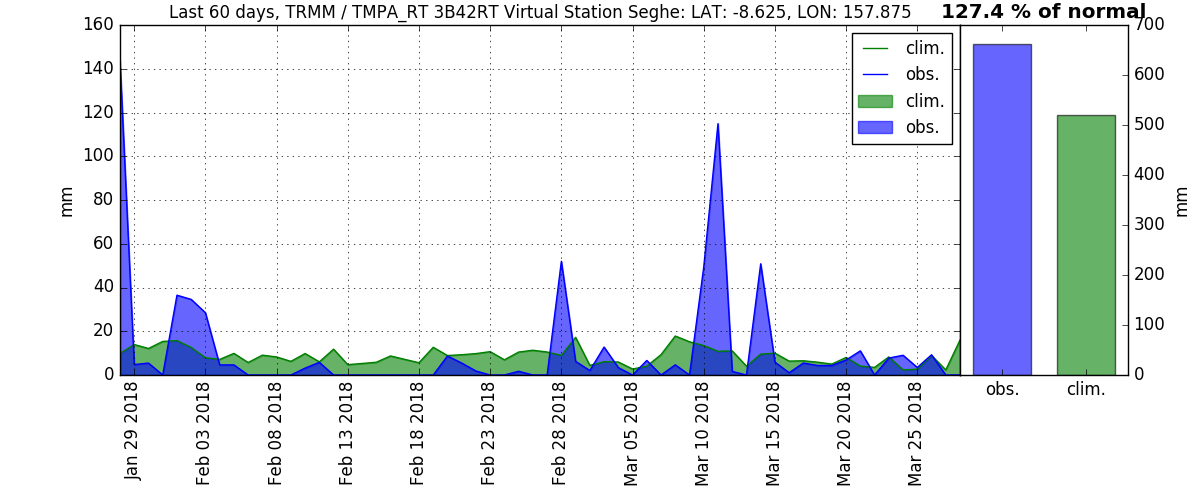 Last 60 days, TRMM / TMPA_RT 3B42RT Virtual Station Seghe: LAT: -8.625, LON: 157.875
127.4 % of normal
160
140
120
100
80
60
40
20
0
mm
clim.
obs.
clim.
obs.
Jan 29 2018
Feb 03 2018
Feb 08 2018
Feb 13 2018
Feb 18 2018
Feb 23 2018
Feb 28 2018
Mar 05 2018
Mar 10 2018
Mar 15 2018
Mar 20 2018
Mar 25 2018
700
600
500
400
300
200
100
0
mm
obs.
clim.